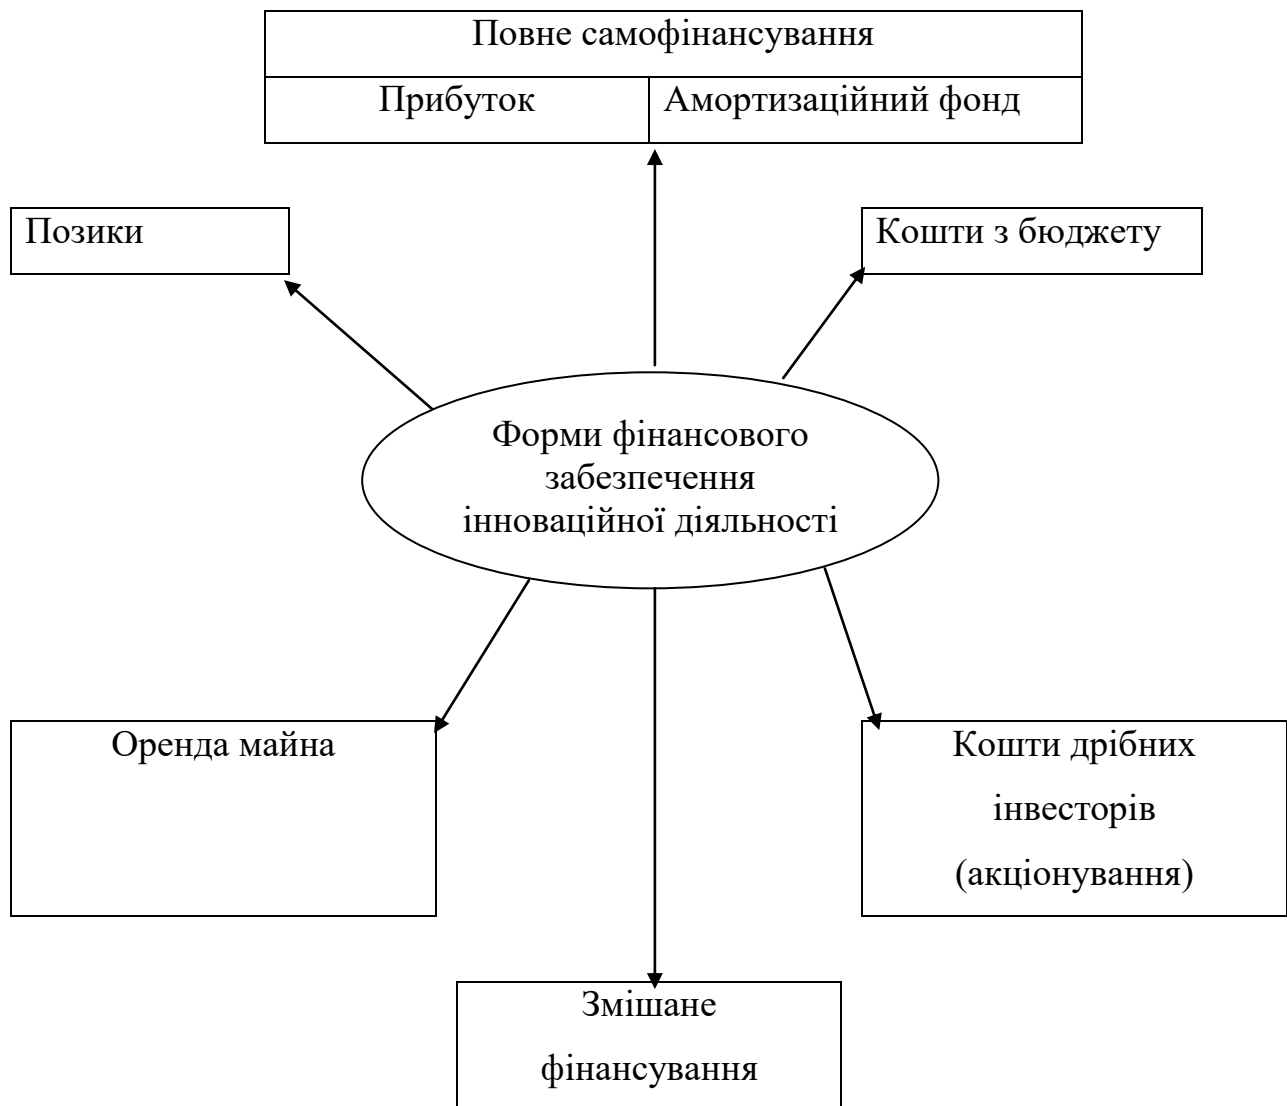 Повне самофінансування
Прибуток
Амортизаційний фонд
Позики
Кошти з бюджету
Форми фінансового
забезпечення
інноваційної діяльності
Оренда майна
Кошти дрібних
інвесторів
(акціонування)
Змішане
фінансування